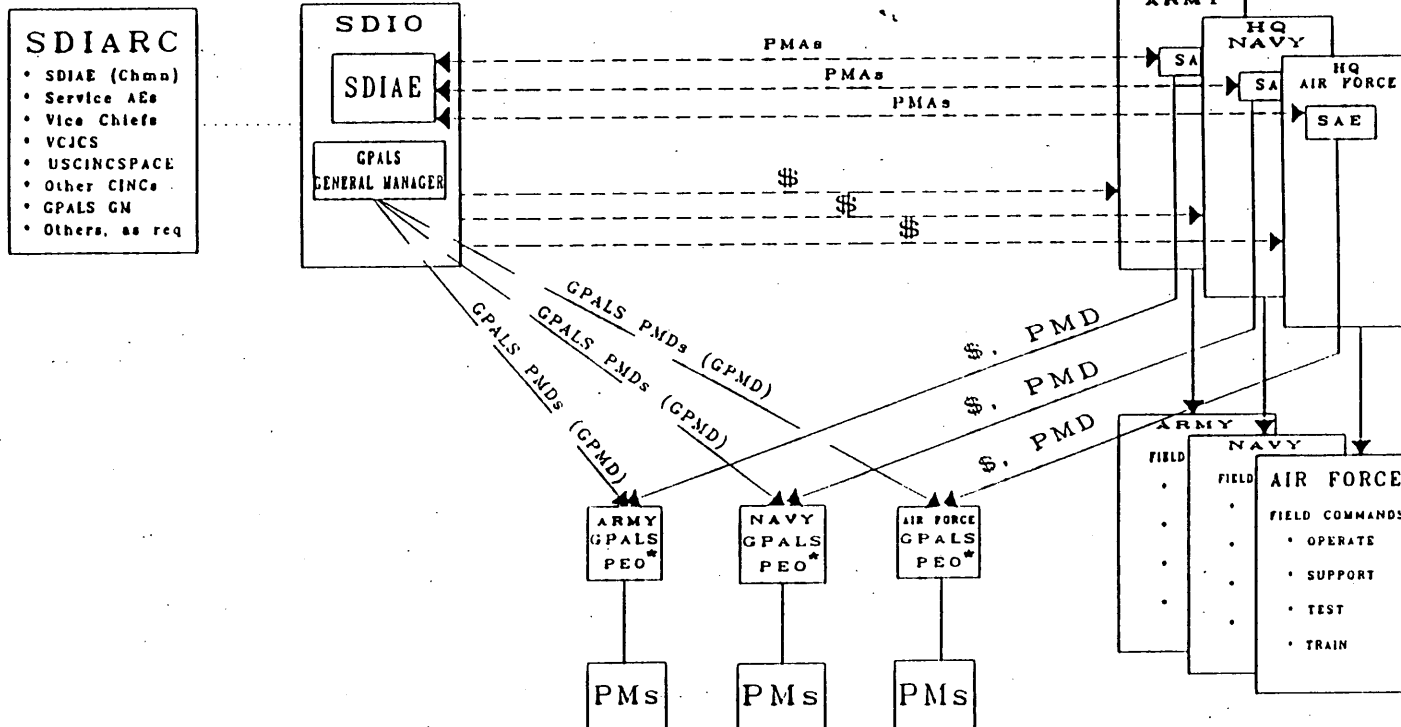 SDIARC
• SDIAE (Chmn)
• Service AEs
• Vice Chiefs
• VCJCS
• USCINCSPACE
• Other CINCs
• GPALS GM
• Others, as req
SDIO
SDIAE
GPALS
GENERAL MANAGER
PMAs
PMAs
PMAs
$
$
$
ARMY
SA
HQ
NAVY
SA
HQ
AIR FORCE
SAE
GPALS PMDs (GPMD)
GPALS PMDs (GPMD)
GPALS PMDs (GPMD)
$, PMD
$, PMD
$, PMD
ARMY
GPALS
PEO*
NAVY
GPALS
PEO*
AIR FORCE
GPALS
PEO*
PMs
PMs
PMs
ARMY
FIELD
•
•
•
•
NAVY
FIELD
•
•
•
•
AIR FORCE
FIELD COMMANDS
• OPERATE
• SUPPORT
• TEST
• TRAIN